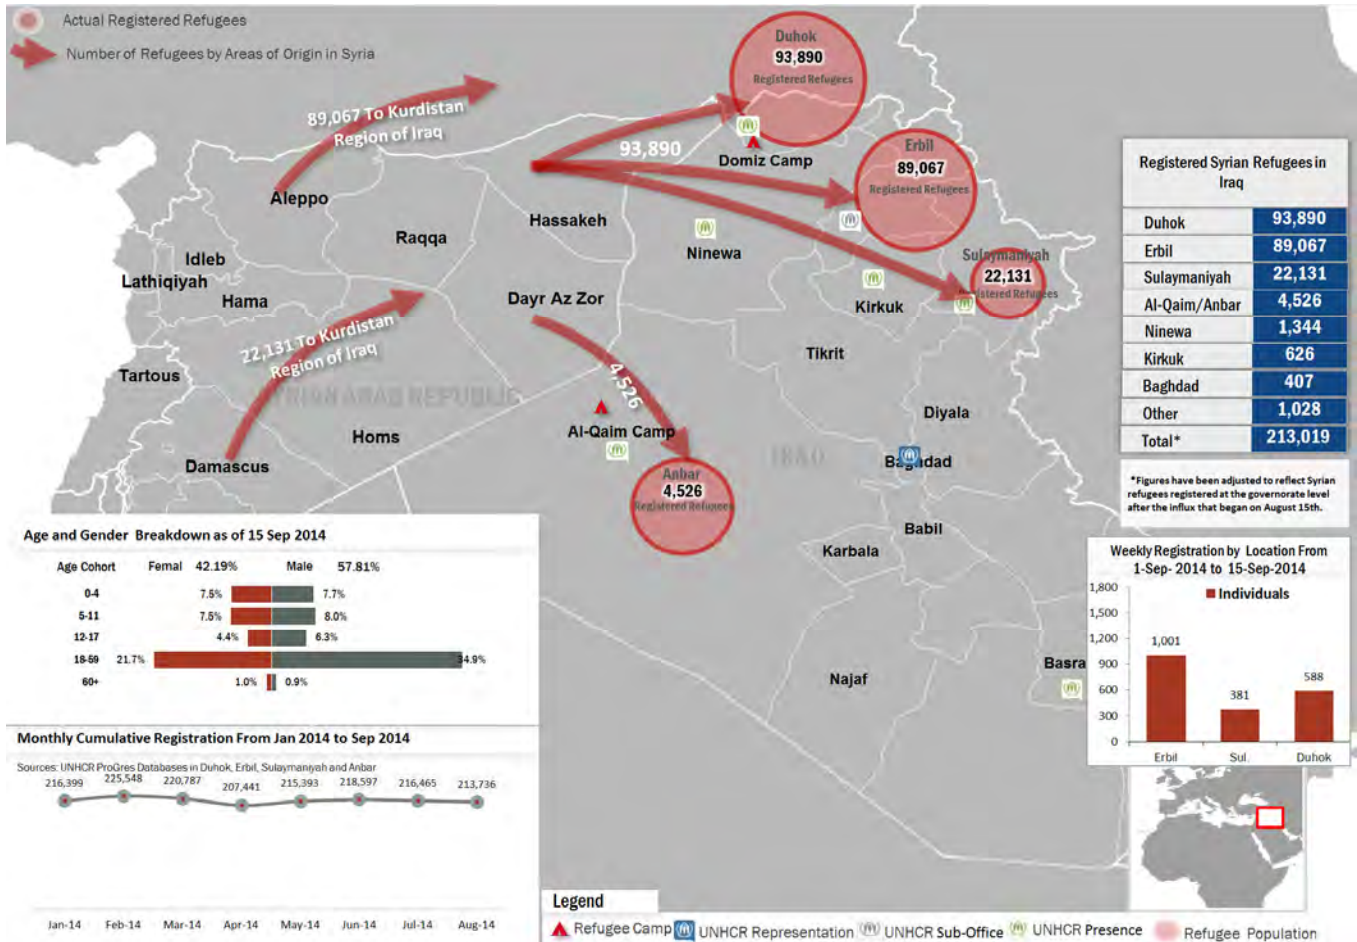 Actual Registered Refugees
Number of Refugees by Areas of Origin in Syria
89,067 To Kurdistan
Region of Iraq
Aleppo
Idleb
Lathiqiyah
Hama
Raqqa
Hassakeh
Dayr Az Zor
22,131 To Kurdistan
Region of Iraq
Tartous
SYRIAN ARAB REPUBLIC
Homs
Damascus
93,890
4,526
Duhok
93,890
Registered Refugees
Domiz Camp
Erbil
89,067
Registered Refugees
Sulaymaniyah
22,131
Registered Refugees
Ninewa
Kirkuk
Tikrit
Diyala
Al-Qaim Camp
IRAQ
Baghdad
Anbar
4,526
Registered Refugees
Babil
Karbala
Najaf
Basra
Registered Syrian Refugees in
Iraq
Duhok 93,890
Erbil 89,067
Sulaymaniyah 22,131
Al-Qaim/Anbar 4,526
Ninewa 1,344
Kirkuk 626
Baghdad 407
Other 1,028
Total* 213,019
*Figures have been adjusted to reflect Syrian
refugees registered at the governorate level
after the influx that began on August 15th.
Age and Gender Breakdown as of 15 Sep 2014
Age Cohort Femal 42.19% Male 57.81%
0-4 7.5% 7.7%
5-11 7.5% 8.0%
12-17 4.4% 6.3%
18-59 21.7% 34.9%
60+ 1.0% 0.9%
Monthly Cumulative Registration From Jan 2014 to Sep 2014
Sources: UNHCR ProGres Databases in Duhok, Erbil, Sulaymaniyah and Anbar
216,399 225,548 220,787 207,441 215,393 218,597 216,465 213,736
Jan-14 Feb-14 Mar-14 Apr-14 May-14 Jun-14 Jul-14 Aug-14
Weekly Registration by Location From
1-Sep- 2014 to 15-Sep-2014
1,800
1,500
1,200
900
600
300
0
Individuals
1,001
381
588
Erbil Sul. Duhok
Legend
Refugee Camp UNHCR Representation UNHCR Sub-Office UNHCR Presence Refugee Population